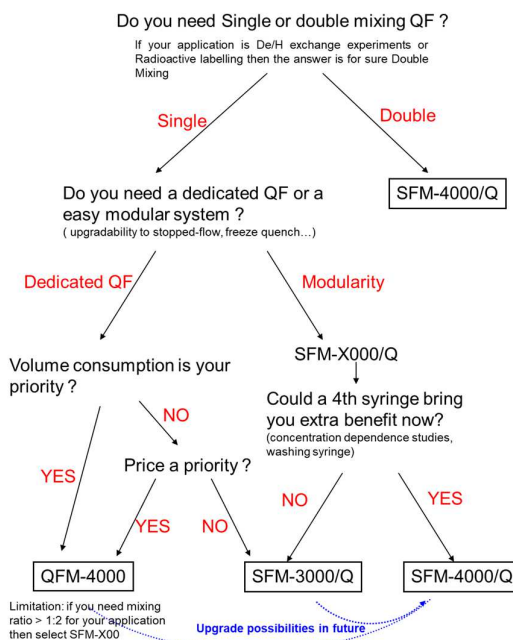 Do you need Single or double mixing QF ?
If your application is De/H exchange experiments or
Radioactive labelling then the answer is for sure Double
Mixing
Single
Double
Do you need a dedicated QF or a
easy modular system ?
( upgradability to stopped-flow, freeze quench...)
SFM-4000/Q
Dedicated QF
Modularity
Volume consumption is your
priority ?
SFM-X000/Q
Could a 4th syringe bring
you extra benefit now?
(concentration dependence studies,
washing syringe)
NO
Price a priority ?
YES
YES
NO
NO
YES
QFM-4000
SFM-3000/Q
SFM-4000/Q
Limitation: if you need mixing
ratio > 1:2 for your application
then select SFM-X00
Upgrade possibilities in future